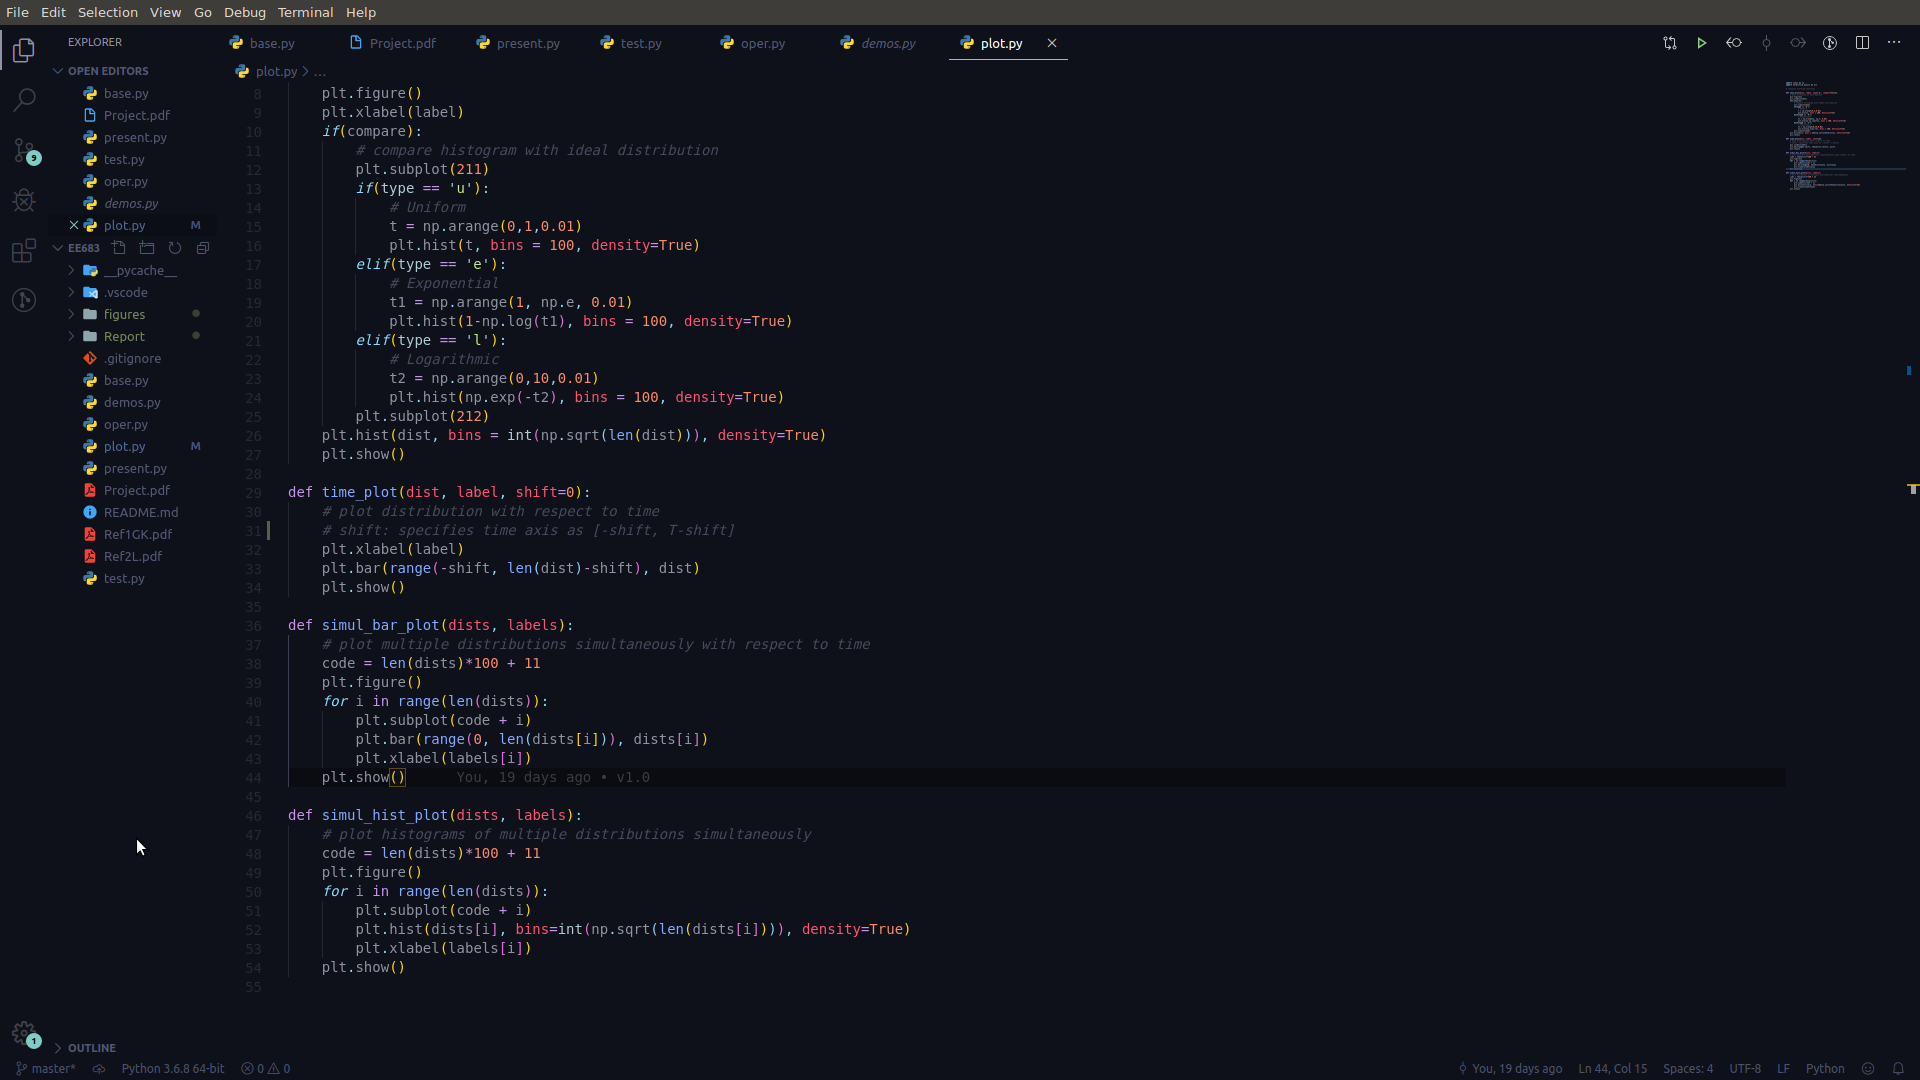 File Edit Selection View Go Debug Terminal Help
EXPLORER
base.py Project.pdf present.py test.py oper.py demos.py plot.py
OPEN EDITORS
base.py
Project.pdf
present.py
test.py
oper.py
demos.py
plot.py M
EE683
__pycache__
.vscode
figures
Report
.gitignore
base.py
demos.py
oper.py
plot.py M
present.py
Project.pdf
README.md
Ref1GK.pdf
Ref2L.pdf
test.py
OUTLINE
9
1
plot.py > ...
8 plt.figure()
9 plt.xlabel(label)
10 if(compare):
11 # compare histogram with ideal distribution
12 plt.subplot(211)
13 if(type == 'u'):
14 # Uniform
15 t = np.arange(0,1,0.01)
16 plt.hist(t, bins = 100, density=True)
17 elif(type == 'e'):
18 # Exponential
19 t1 = np.arange(1, np.e, 0.01)
20 plt.hist(1-np.log(t1), bins = 100, density=True)
21 elif(type == 'l'):
22 # Logarithmic
23 t2 = np.arange(0,10,0.01)
24 plt.hist(np.exp(-t2), bins = 100, density=True)
25 plt.subplot(212)
26 plt.hist(dist, bins = int(np.sqrt(len(dist))), density=True)
27 plt.show()
28
29 def time_plot(dist, label, shift=0):
30 # plot distribution with respect to time
31 # shift: specifies time axis as [-shift, T-shift]
32 plt.xlabel(label)
33 plt.bar(range(-shift, len(dist)-shift), dist)
34 plt.show()
35
36 def simul_bar_plot(dists, labels):
37 # plot multiple distributions simultaneously with respect to time
38 code = len(dists)*100 + 11
39 plt.figure()
40 for i in range(len(dists)):
41 plt.subplot(code + i)
42 plt.bar(range(0, len(dists[i])), dists[i])
43 plt.xlabel(labels[i])
44 plt.show() You, 19 days ago • v1.0
45
46 def simul_hist_plot(dists, labels):
47 # plot histograms of multiple distributions simultaneously
48 code = len(dists)*100 + 11
49 plt.figure()
50 for i in range(len(dists)):
51 plt.subplot(code + i)
52 plt.hist(dists[i], bins=int(np.sqrt(len(dists[i]))), density=True)
53 plt.xlabel(labels[i])
54 plt.show()
55
master* Python 3.6.8 64-bit 0 0 You, 19 days ago Ln 44, Col 15 Spaces: 4 UTF-8 LF Python